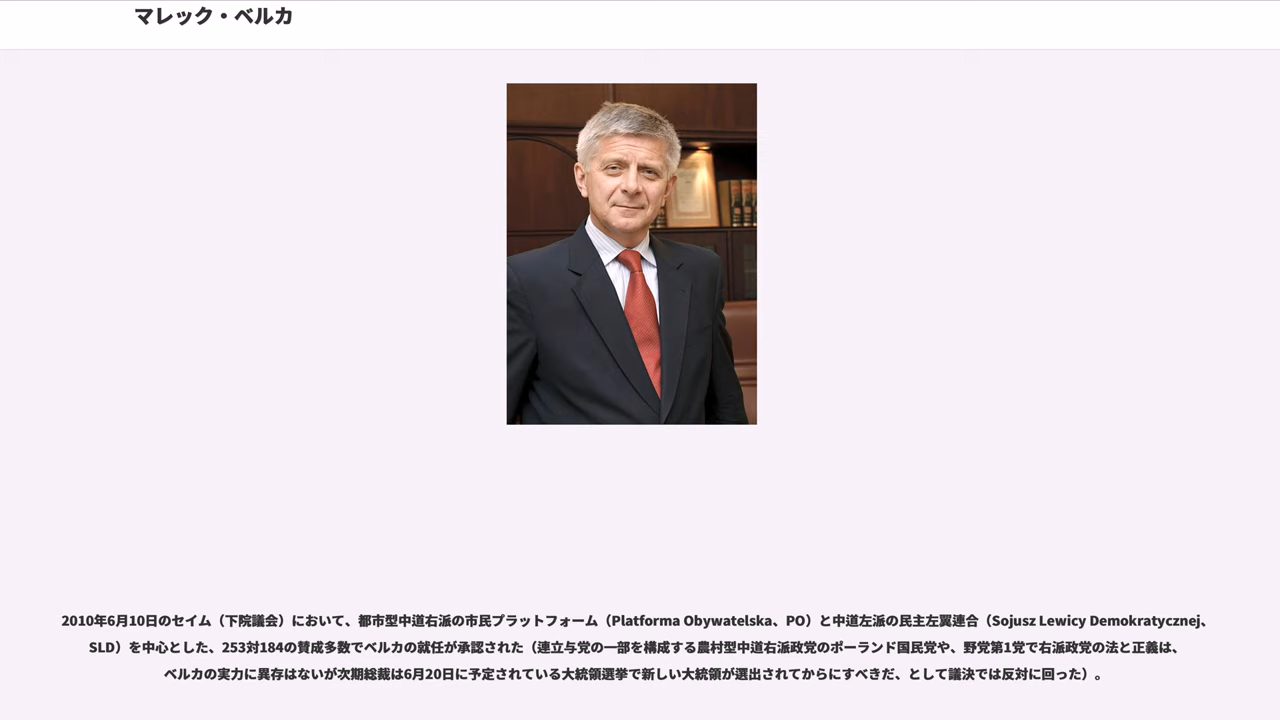 マレック・ベルカ
2010年6月10日のセイム（下院議会）において、都市型中道右派の市民プラットフォーム（Platforma Obywatelska、PO）と中道左派の民主左翼連合（Sojusz Lewicy Demokratycznej、
SLD）を中心とした、253対184の賛成多数でベルカの就任が承認された（連立与党の一部を構成する農村型中道右派政党のポーランド国民党や、野党第1党で右派政党の法と正義は、
ベルカの実力に異存はないが次期総裁は6月20日に予定されている大統領選挙で新しい大統領が選出されてからにすべきだ、として議決では反対に回った）。